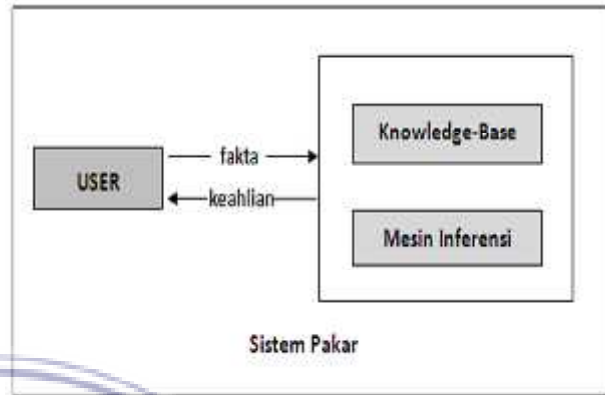 Knowledge-Base
fakta
USER
keahlian
Mesin Inferensi
Sistem Pakar